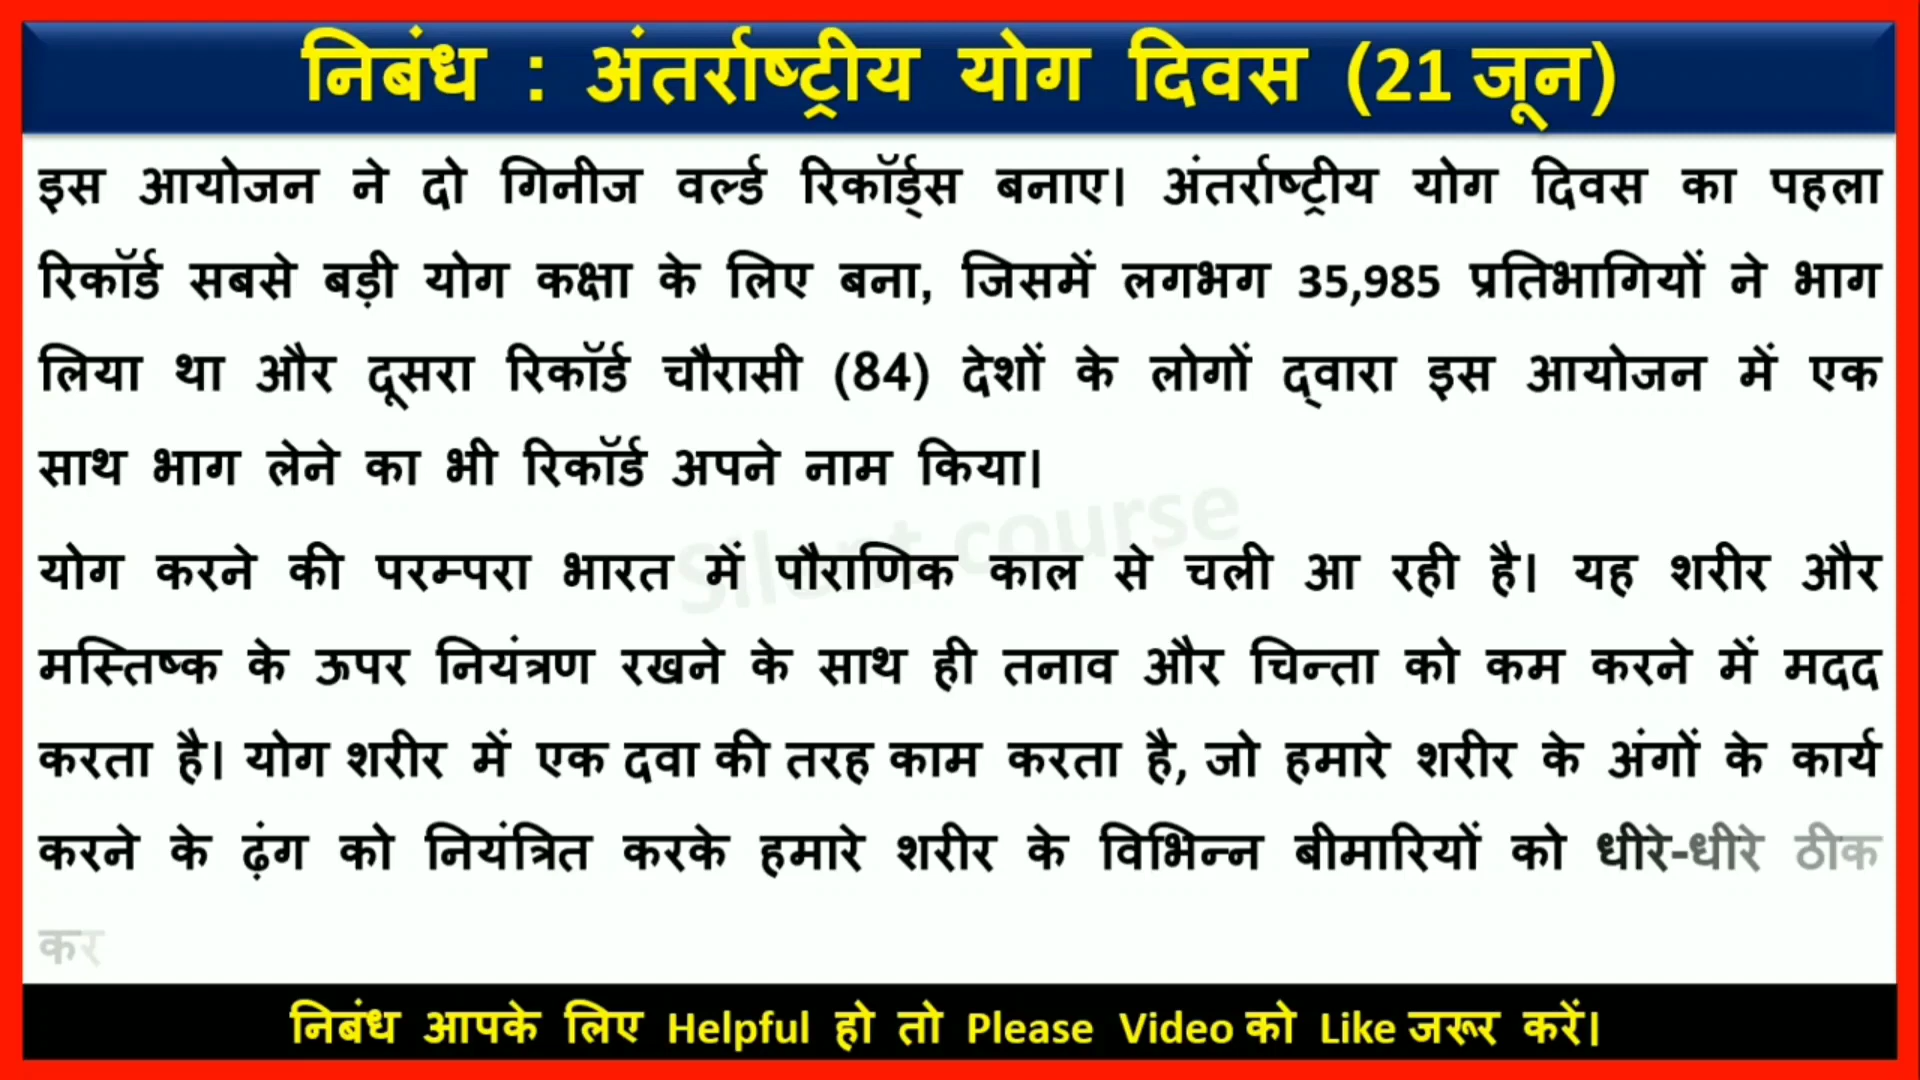 निबंध : अंतर्राष्ट्रीय योग दिवस (21 जून)
इस आयोजन ने दो गिनीज वर्ल्ड रिकॉर्ड्स बनाए। अंतर्राष्ट्रीय योग दिवस का पहला
रिकॉर्ड सबसे बड़ी योग कक्षा के लिए बना, जिसमें लगभग 35,985 प्रतिभागियों ने भाग
लिया था और दूसरा रिकॉर्ड चौरासी (84) देशों के लोगों द्वारा इस आयोजन में एक
साथ भाग लेने का भी रिकॉर्ड अपने नाम किया।
Silent course
योग करने की परम्परा भारत में पौराणिक काल से चली आ रही है। यह शरीर और
मस्तिष्क के ऊपर नियंत्रण रखने के साथ ही तनाव और चिन्ता को कम करने में मदद
करता है। योग शरीर में एक दवा की तरह काम करता है, जो हमारे शरीर के अंगों के कार्य
करने के ढ़ंग को नियंत्रित करके हमारे शरीर के विभिन्न बीमारियों को धीरे-धीरे ठीक
कर
निबंध आपके लिए Helpful हो तो Please Video को Like जरूर करें।